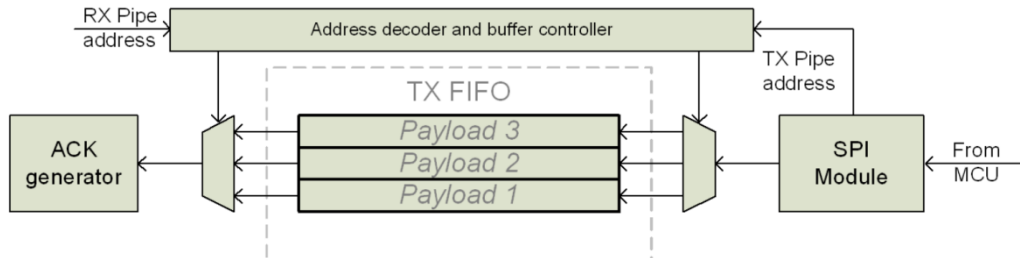 RX Pipe
address
Address decoder and buffer controller
TX Pipe
address
TX FIFO
Payload 3
Payload 2
Payload 1
ACK
generator
SPI
Module
From
MCU